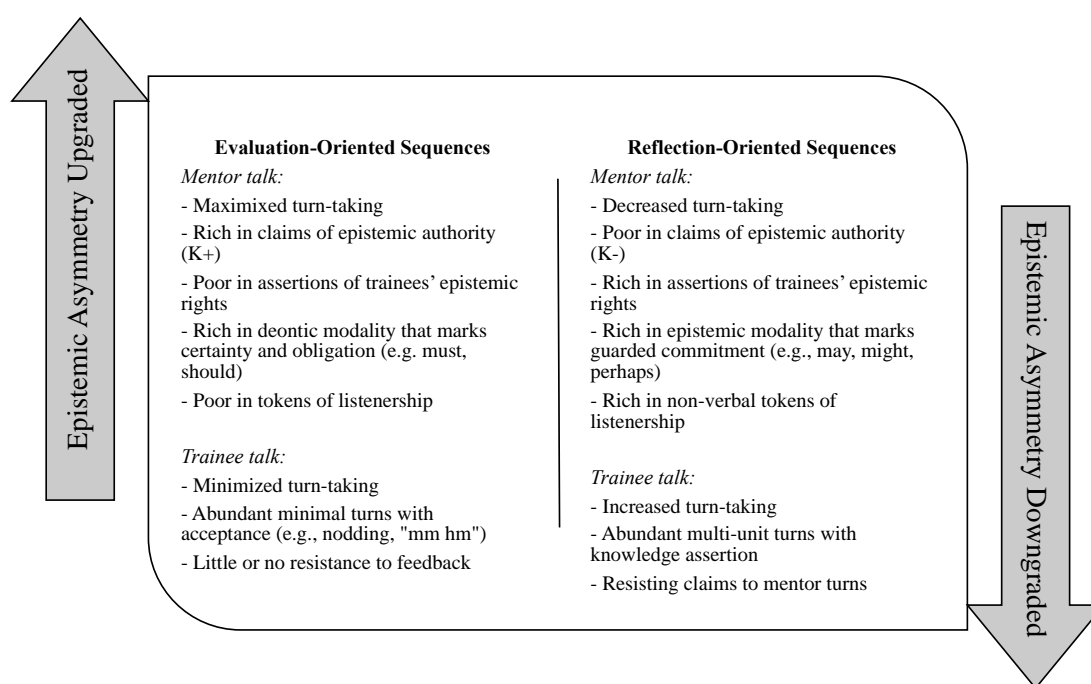 Epistemic Asymmetry Upgraded
Evaluation-Oriented Sequences
Mentor talk:
- Maximixed turn-taking
- Rich in claims of epistemic authority
(K+)
- Poor in assertions of trainees’ epistemic
rights
- Rich in deontic modality that marks
certainty and obligation (e.g. must,
should)
- Poor in tokens of listenership
Trainee talk:
- Minimized turn-taking
- Abundant minimal turns with
acceptance (e.g., nodding, "mm hm")
- Little or no resistance to feedback
Reflection-Oriented Sequences
Mentor talk:
- Decreased turn-taking
- Poor in claims of epistemic authority
(K-)
- Rich in assertions of trainees’ epistemic
rights
- Rich in epistemic modality that marks
guarded commitment (e.g., may, might,
perhaps)
- Rich in non-verbal tokens of
listenership
Trainee talk:
- Increased turn-taking
- Abundant multi-unit turns with
knowledge assertion
- Resisting claims to mentor turns
Epistemic Asymmetry Downgraded